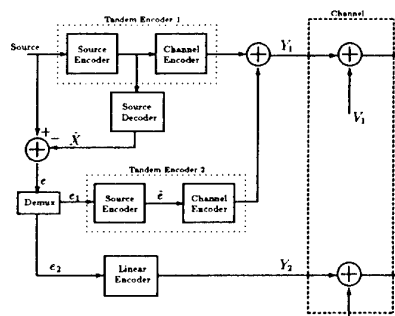 Tandem Encoder 1
Channel
Source
Source
Encoder
Channel
Encoder
Y1
Source
Decoder
V1
+
−
X̂
e
Tandem Encoder 2
Demux
e1
Source
Encoder
ê
Channel
Encoder
e2
Linear
Encoder
Y2